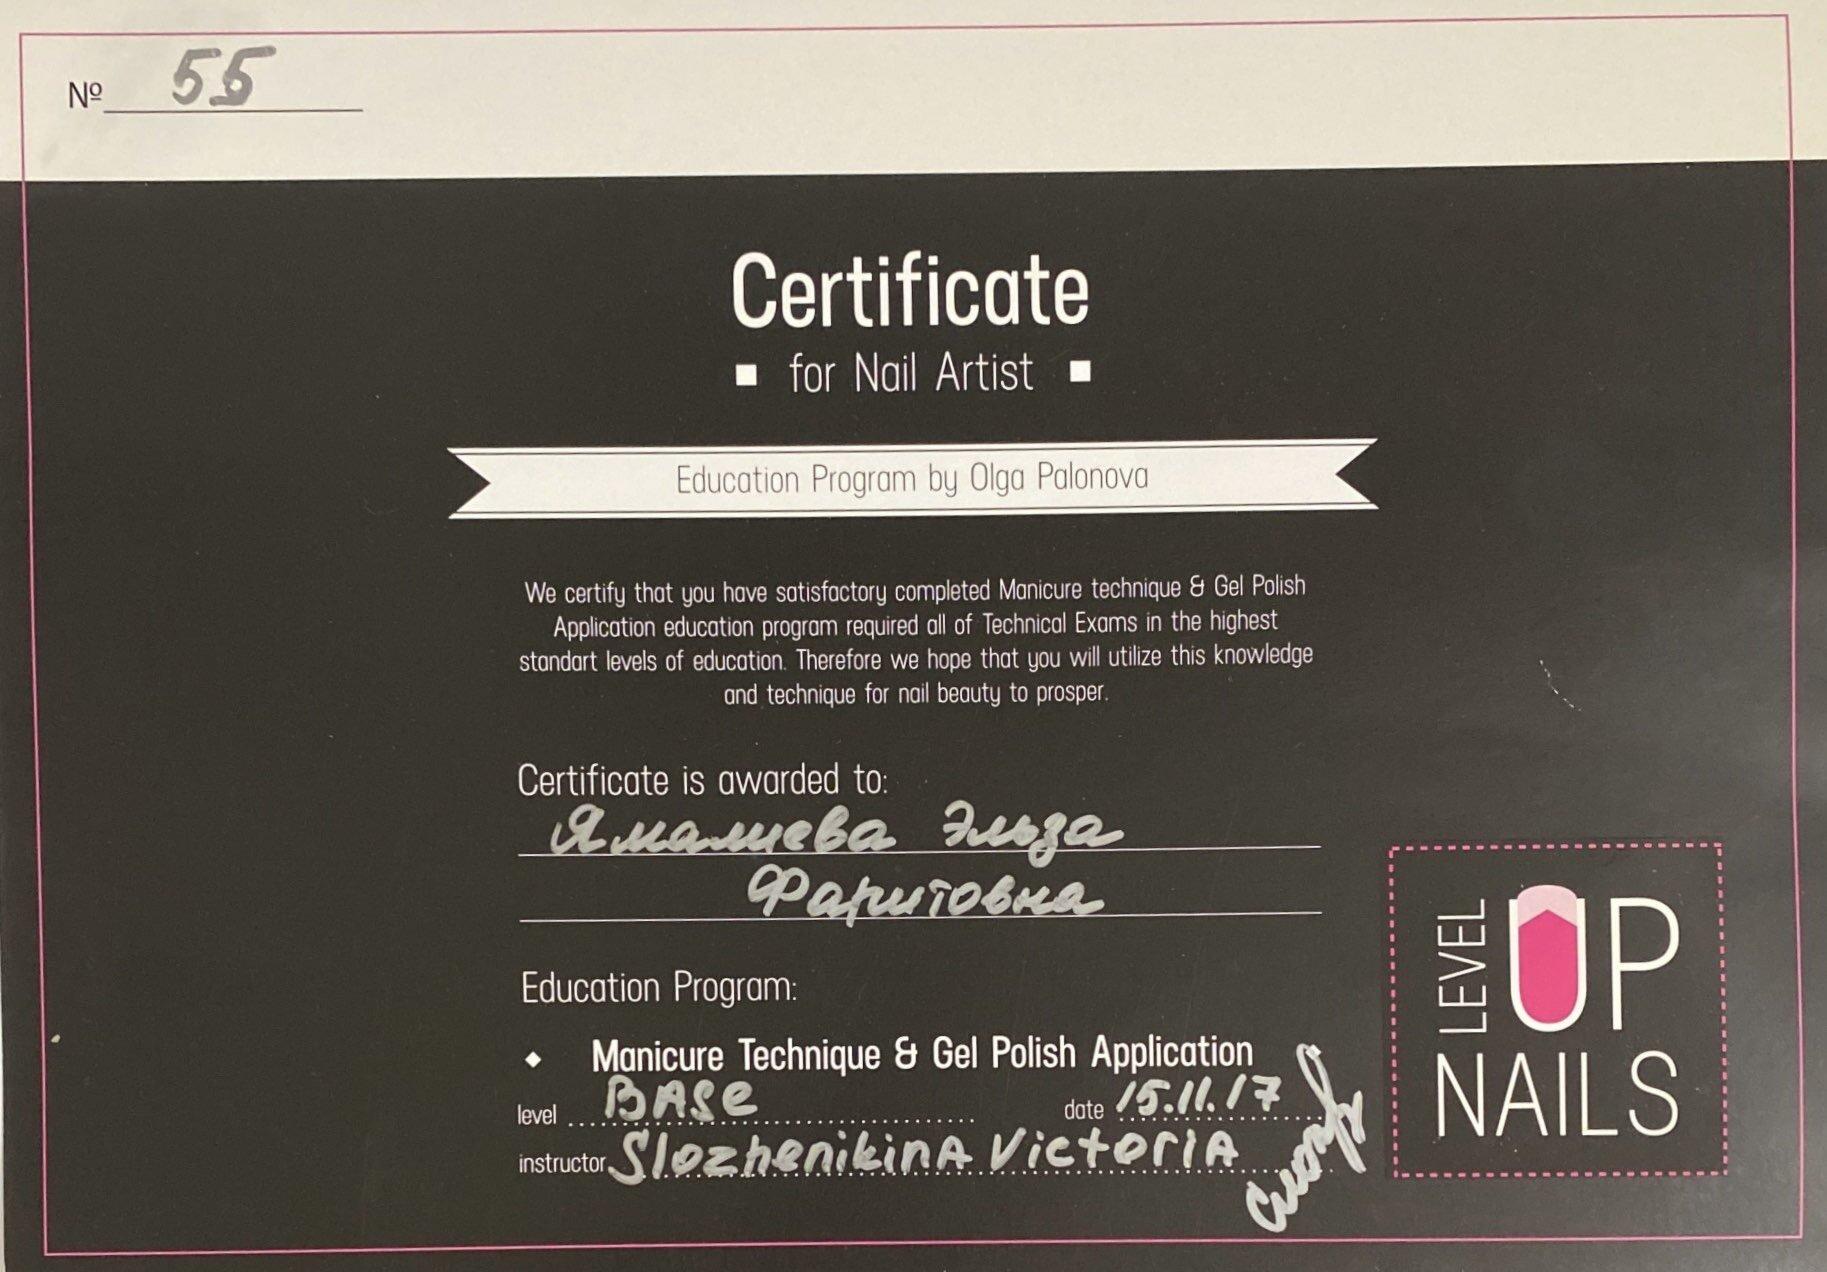 № 55
Certificate
for Nail Artist
Education Program by Olga Palonova
We certify that you have satisfactory completed Manicure technique & Gel Polish
Application education program required all of Technical Exams in the highest
standart levels of education. Therefore we hope that you will utilize this knowledge
and technique for nail beauty to prosper.
Certificate is awarded to:
Ямалиева Эльза
Фаритовна
Education Program:
Manicure Technique & Gel Polish Application
level BASe date 15.11.17
instructor SlozhenikinA VictoriA
LEVEL UP
NAILS